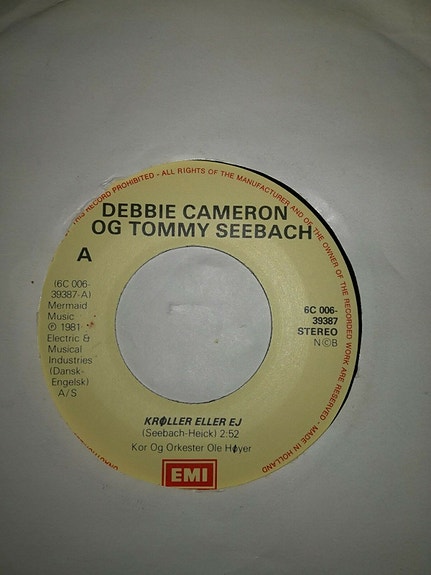 THIS RECORD PROHIBITED - ALL RIGHTS OF THE MANUFACTURER AND OF THE OWNER OF THE RECORDED WORK ARE RESERVED - MADE IN HOLLAND
DEBBIE CAMERON
OG TOMMY SEEBACH
A
(6C 006-
39387-A)
Mermaid
Music
℗ 1981
Electric &
Musical
Industries
(Dansk-
Engelsk)
A/S
6C 006-
39387
STEREO
N©B
KRØLLER ELLER EJ
(Seebach-Heick) 2:52
Kor Og Orkester Ole Høyer
EMI